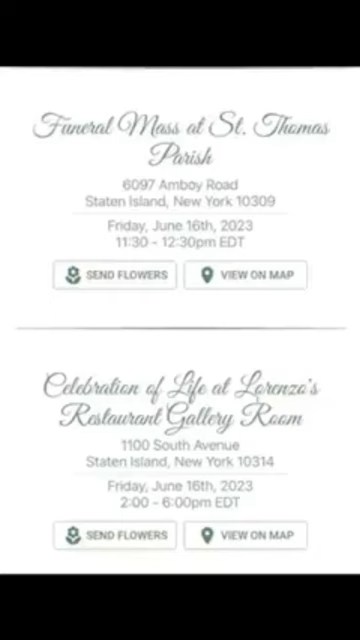 Funeral Mass at St. Thomas
Parish
6097 Amboy Road
Staten Island, New York 10309
Friday, June 16th, 2023
11:30 - 12:30pm EDT
SEND FLOWERS
VIEW ON MAP
Celebration of Life at Lorenzo's
Restaurant Gallery Room
1100 South Avenue
Staten Island, New York 10314
Friday, June 16th, 2023
2:00 - 6:00pm EDT
SEND FLOWERS
VIEW ON MAP